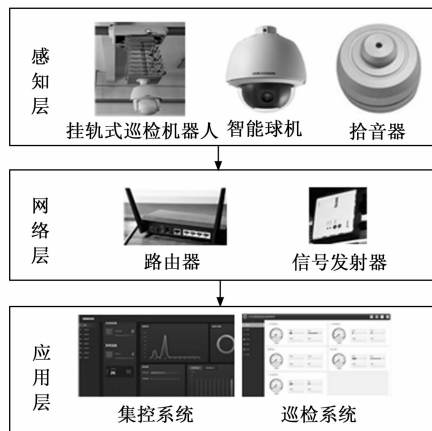 感知层
挂轨式巡检机器人 智能球机 拾音器
网络层
路由器 信号发射器
应用层
集控系统 巡检系统